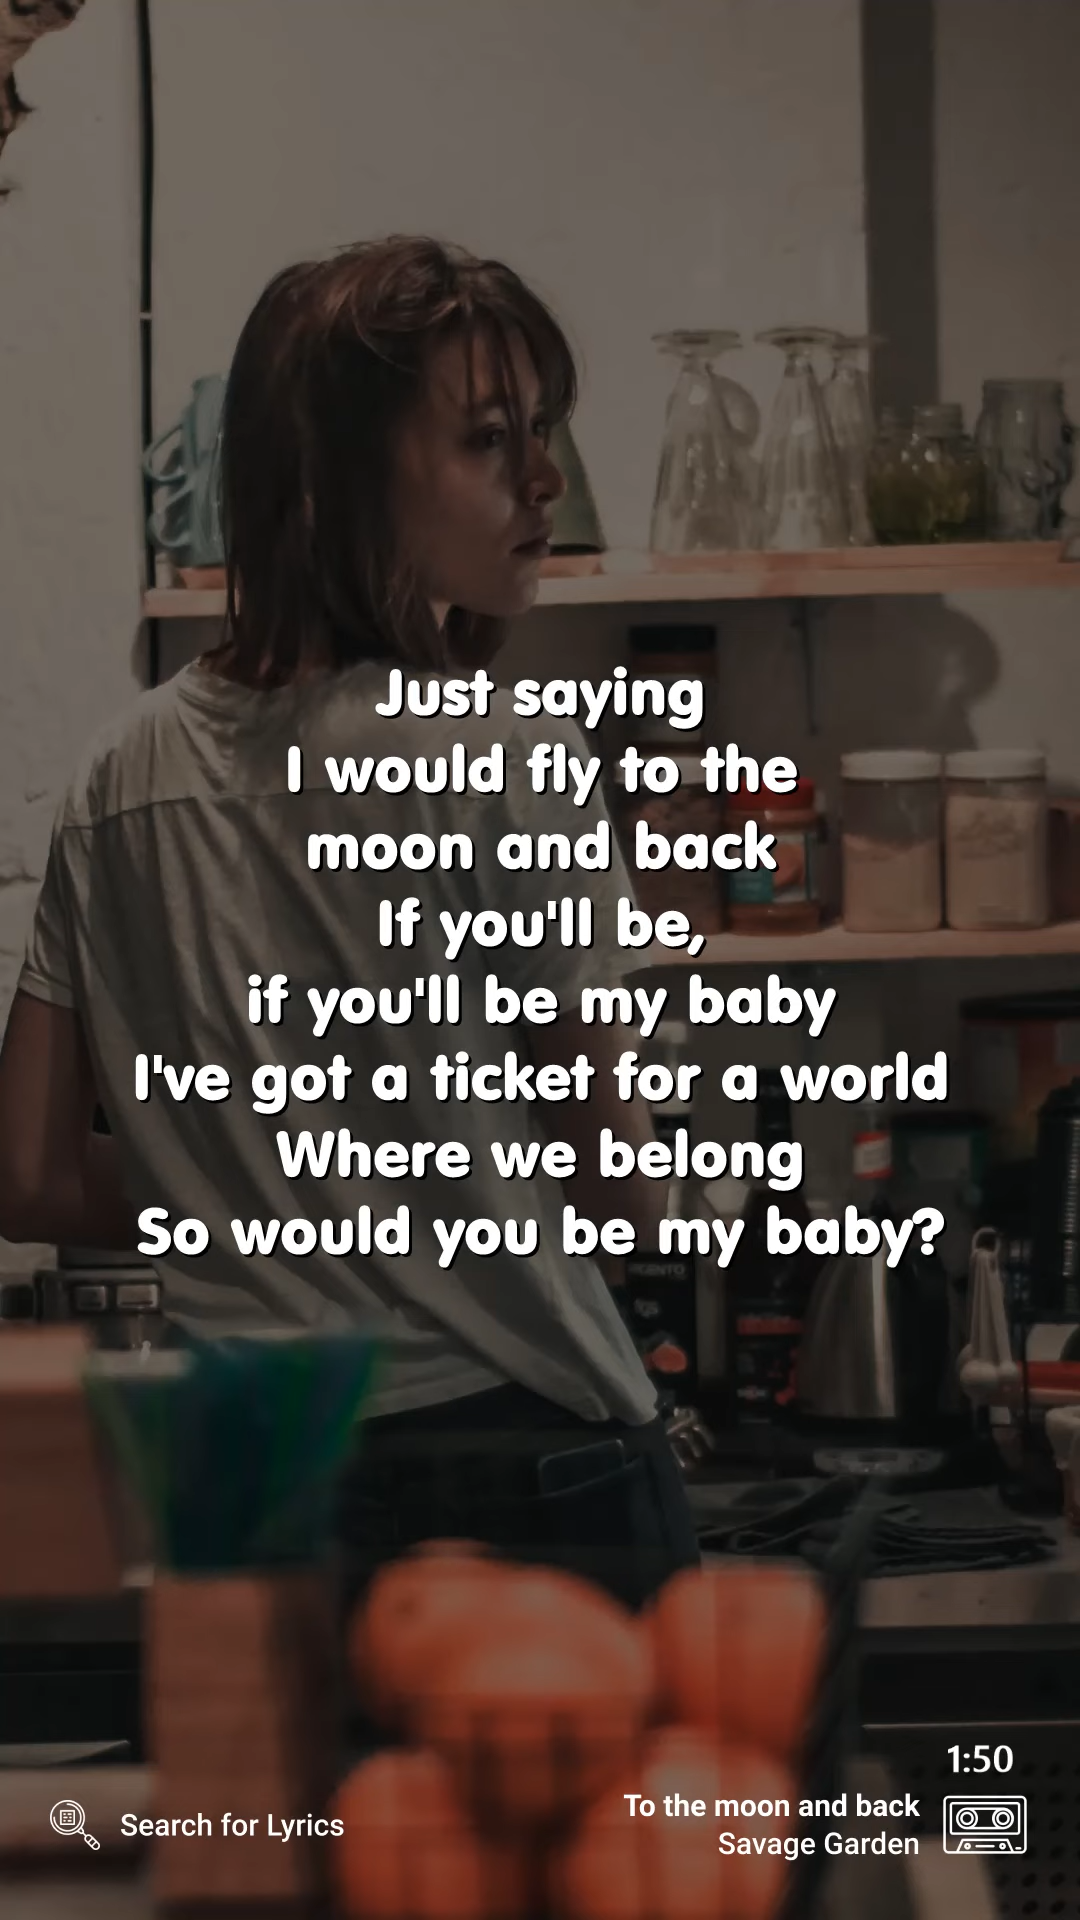 Just saying
I would fly to the
moon and back
If you'll be,
if you'll be my baby
I've got a ticket for a world
Where we belong
So would you be my baby?
1:50
Search for Lyrics
To the moon and back
Savage Garden